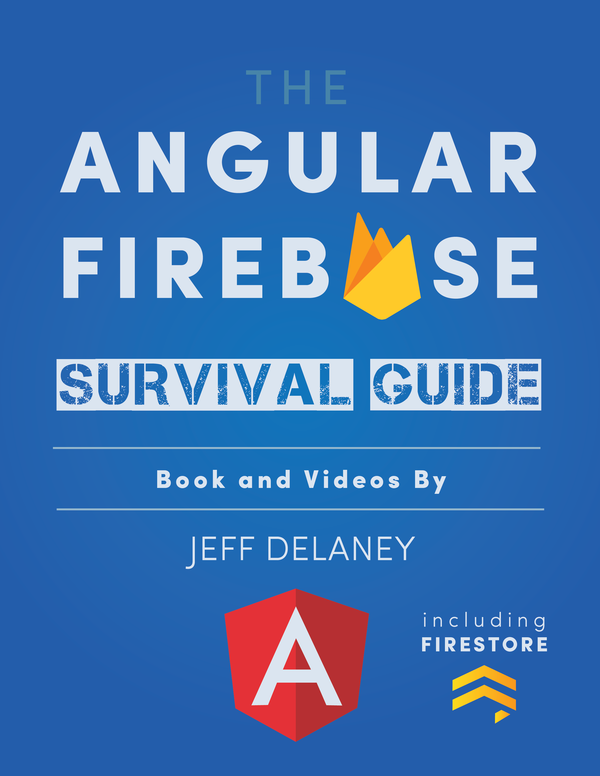 THE
ANGULAR
FIREBASE
SURVIVAL GUIDE
Book and Videos By
JEFF DELANEY
A
including
FIRESTORE